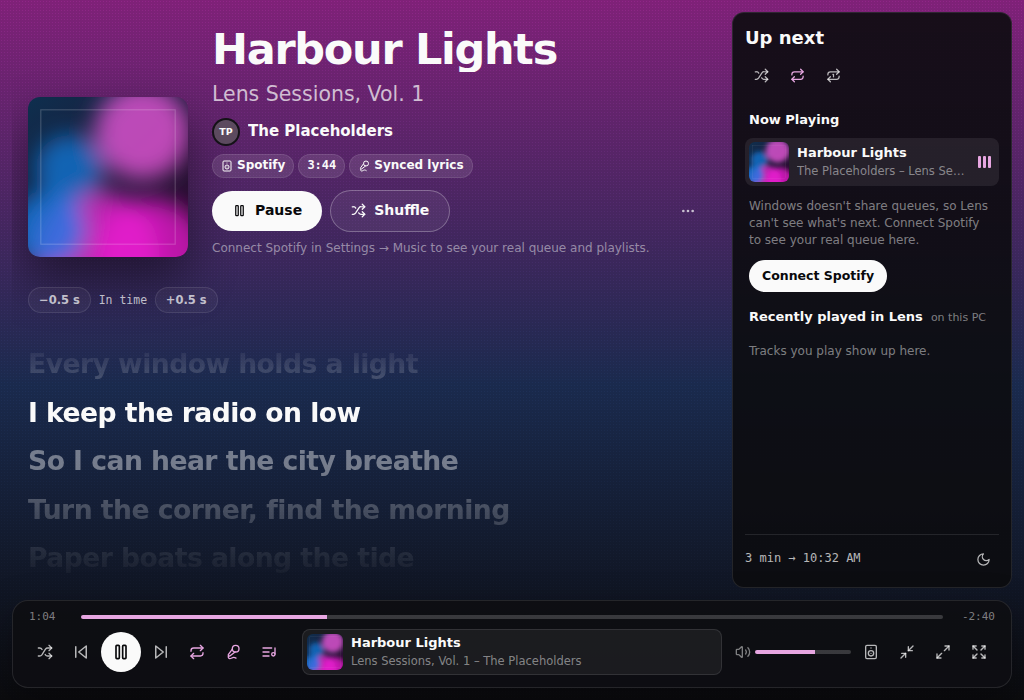 Harbour Lights
Lens Sessions, Vol. 1
TP The Placeholders
Spotify 3:44 Synced lyrics
Pause Shuffle
Connect Spotify in Settings → Music to see your real queue and playlists.
−0.5 s In time +0.5 s
Every window holds a light
I keep the radio on low
So I can hear the city breathe
Turn the corner, find the morning
Paper boats along the tide
Up next
Now Playing
Harbour Lights
The Placeholders – Lens Se…
Windows doesn't share queues, so Lens
can't see what's next. Connect Spotify
to see your real queue here.
Connect Spotify
Recently played in Lens on this PC
Tracks you play show up here.
3 min → 10:32 AM
1:04 -2:40
Harbour Lights
Lens Sessions, Vol. 1 – The Placeholders